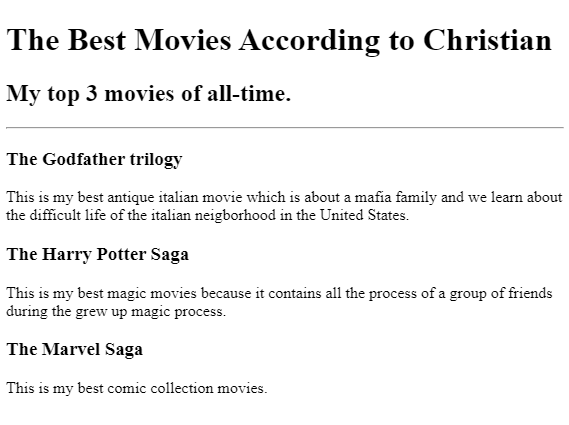 The Best Movies According to Christian
My top 3 movies of all-time.
The Godfather trilogy
This is my best antique italian movie which is about a mafia family and we learn about
the difficult life of the italian neigborhood in the United States.
The Harry Potter Saga
This is my best magic movies because it contains all the process of a group of friends
during the grew up magic process.
The Marvel Saga
This is my best comic collection movies.